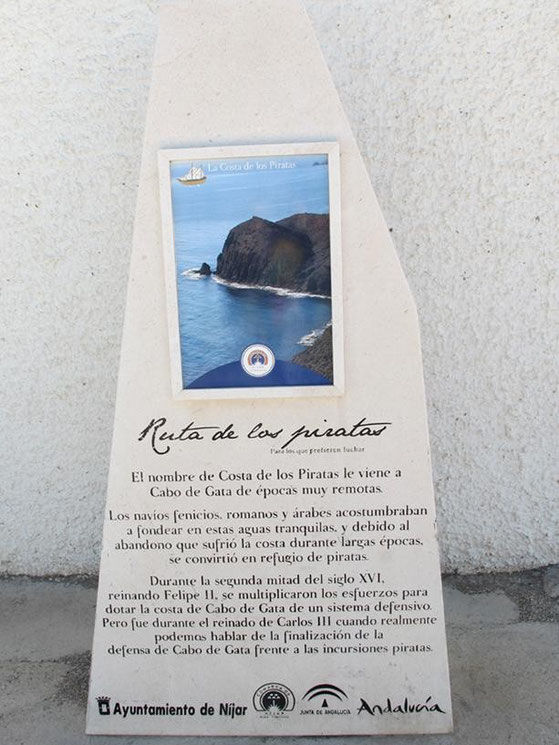 La Costa de los Piratas
Ruta de los piratas
Para los que prefieren luchar
El nombre de Costa de los Piratas le viene a
Cabo de Gata de épocas muy remotas.
Los navíos fenicios, romanos y árabes acostumbraban
a fondear en estas aguas tranquilas, y debido al
abandono que sufrió la costa durante largas épocas,
se convirtió en refugio de piratas.
Durante la segunda mitad del siglo XVI,
reinando Felipe II, se multiplicaron los esfuerzos para
dotar la costa de Cabo de Gata de un sistema defensivo.
Pero fue durante el reinado de Carlos III cuando realmente
podemos hablar de la finalización de la
defensa de Cabo de Gata frente a las incursiones piratas.
Ayuntamiento de Níjar
JUNTA DE ANDALUCIA
Andalucía